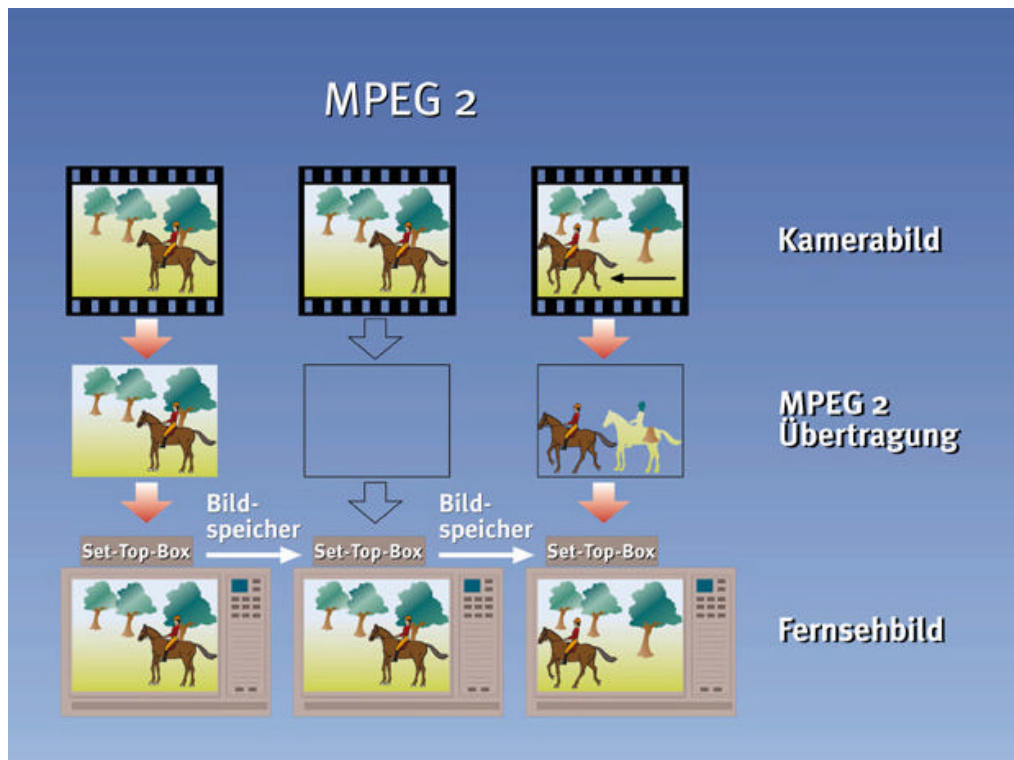 MPEG 2
Kamerabild
MPEG 2
Übertragung
Bild-
speicher
Bild-
speicher
Set-Top-Box
Set-Top-Box
Set-Top-Box
Fernsehbild